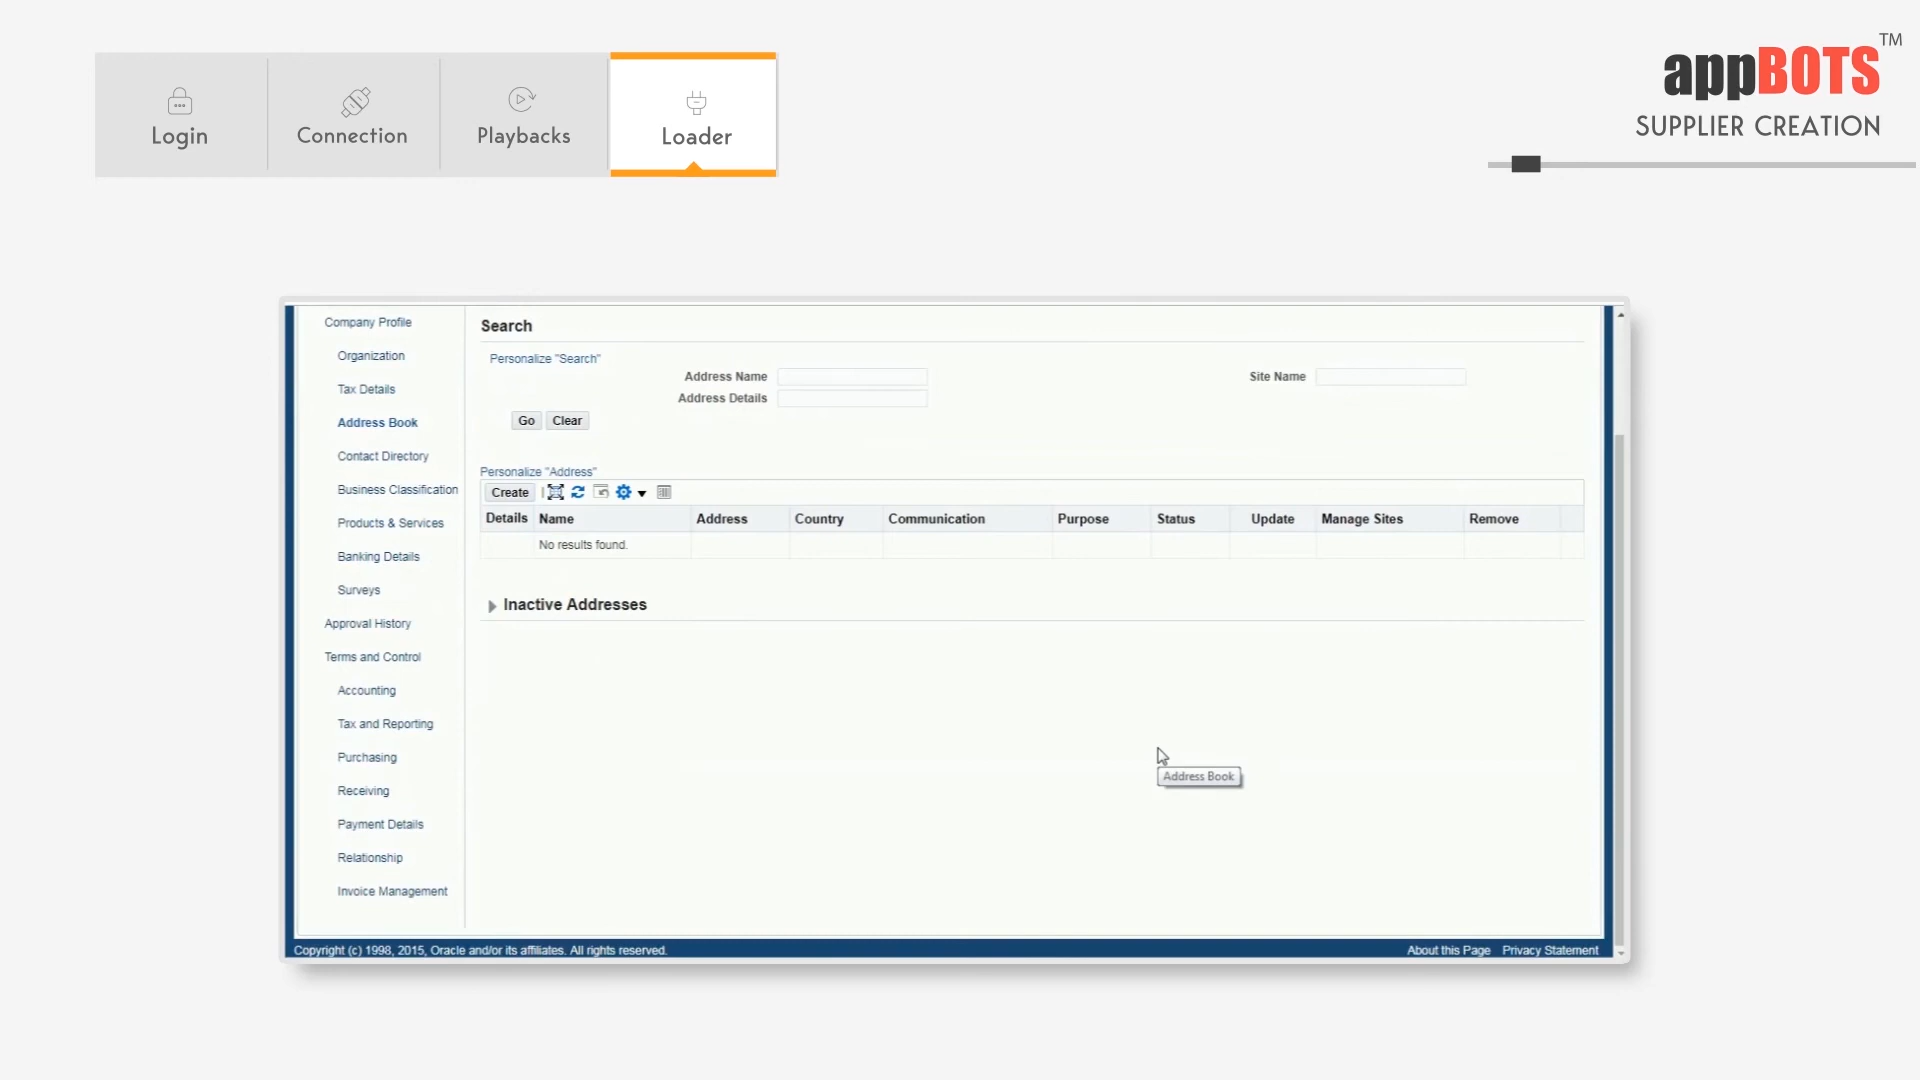 Login
Connection
Playbacks
Loader
appBOTS™
SUPPLIER CREATION
Company Profile
Organization
Tax Details
Address Book
Contact Directory
Business Classification
Products & Services
Banking Details
Surveys
Approval History
Terms and Control
Accounting
Tax and Reporting
Purchasing
Receiving
Payment Details
Relationship
Invoice Management
Search
Personalize "Search"
Address Name
Site Name
Address Details
Go Clear
Personalize "Address"
Create
Details Name Address Country Communication Purpose Status Update Manage Sites Remove
No results found.
Inactive Addresses
Address Book
Copyright (c) 1998, 2015, Oracle and/or its affiliates. All rights reserved.
About this Page Privacy Statement